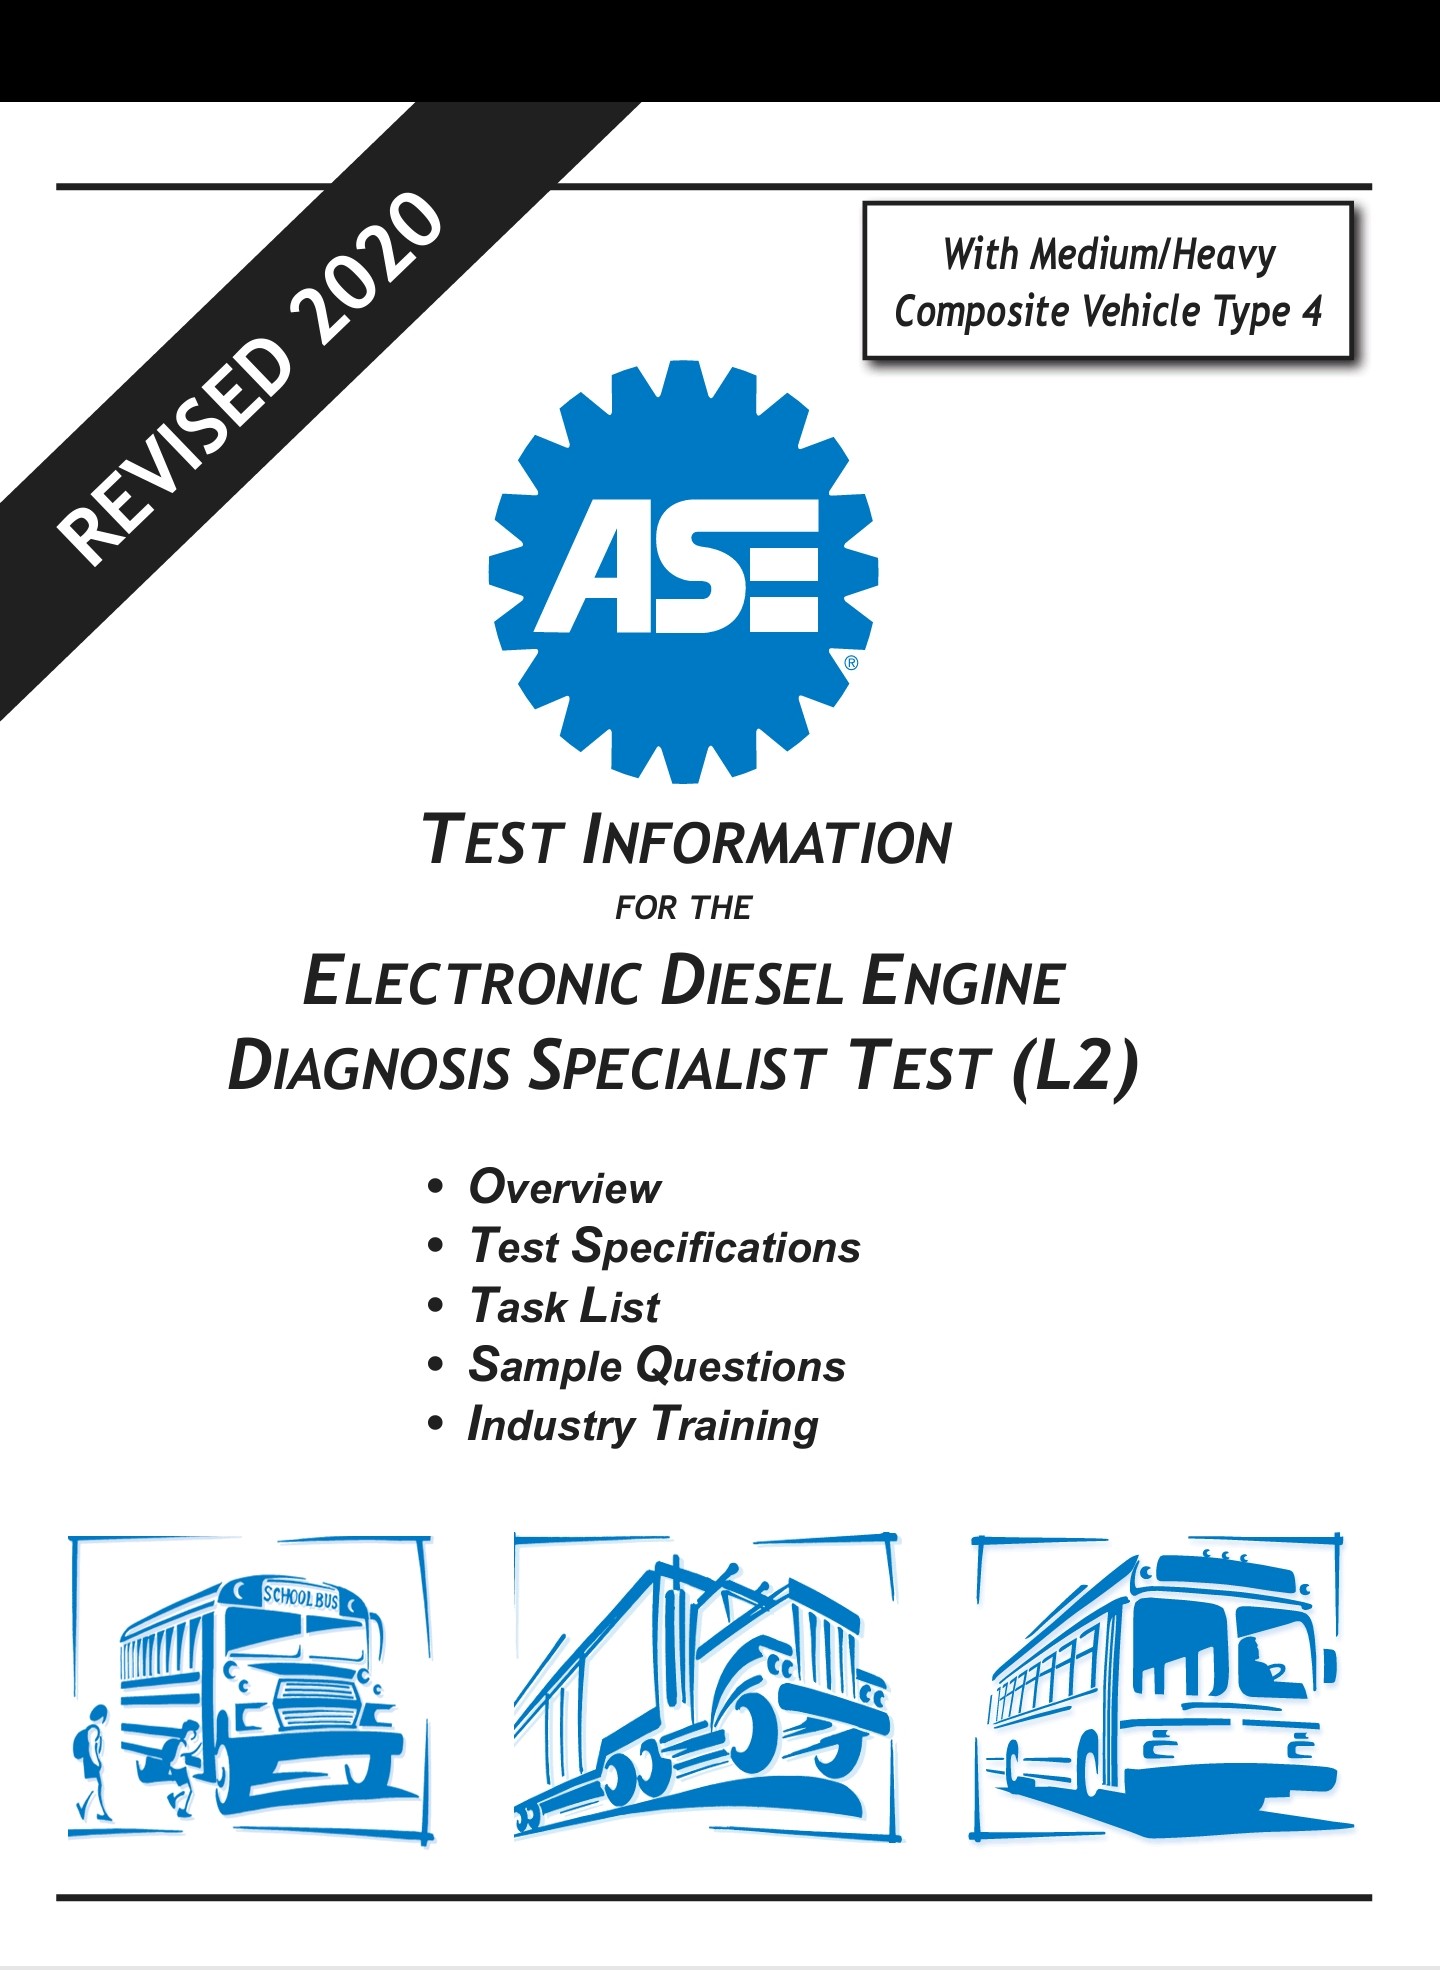 REVISED 2020
With Medium/Heavy
Composite Vehicle Type 4
ASE
®
TEST INFORMATION
FOR THE
ELECTRONIC DIESEL ENGINE
DIAGNOSIS SPECIALIST TEST (L2)
• Overview
• Test Specifications
• Task List
• Sample Questions
• Industry Training
SCHOOL BUS